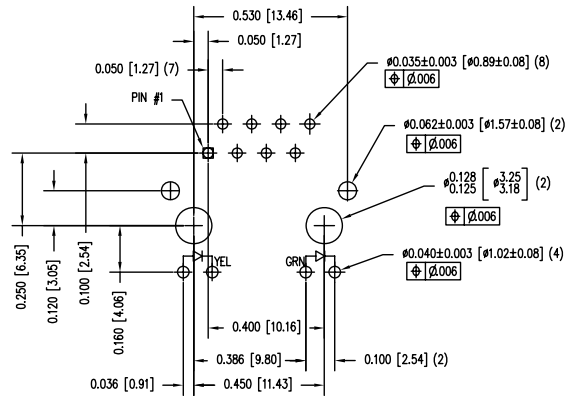 0.530 [13.46]
0.050 [1.27]
0.050 [1.27] (7)
ø0.035±0.003 [ø0.89±0.08] (8)
⌖ Ø.006
PIN #1
ø0.062±0.003 [ø1.57±0.08] (2)
⌖ Ø.006
ø0.128 0.125 [ø3.25 3.18] (2)
⌖ Ø.006
0.250 [6.35]
0.120 [3.05]
0.100 [2.54]
0.160 [4.06]
YEL
GRN
ø0.040±0.003 [ø1.02±0.08] (4)
⌖ Ø.006
0.400 [10.16]
0.386 [9.80]
0.100 [2.54] (2)
0.036 [0.91]
0.450 [11.43]